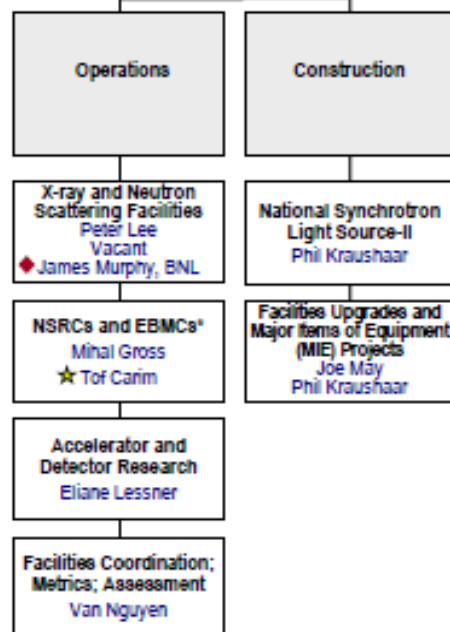 Operations
X-ray and Neutron
Scattering Facilities
Peter Lee
Vacant
James Murphy, BNL
NSRCs and EBMCs*
Mihal Gross
Tof Carim
Accelerator and
Detector Research
Eliane Lessner
Facilities Coordination;
Metrics; Assessment
Van Nguyen
Construction
National Synchrotron
Light Source-II
Phil Kraushaar
Facilities Upgrades and
Major Items of Equipment
(MIE) Projects
Joe May
Phil Kraushaar